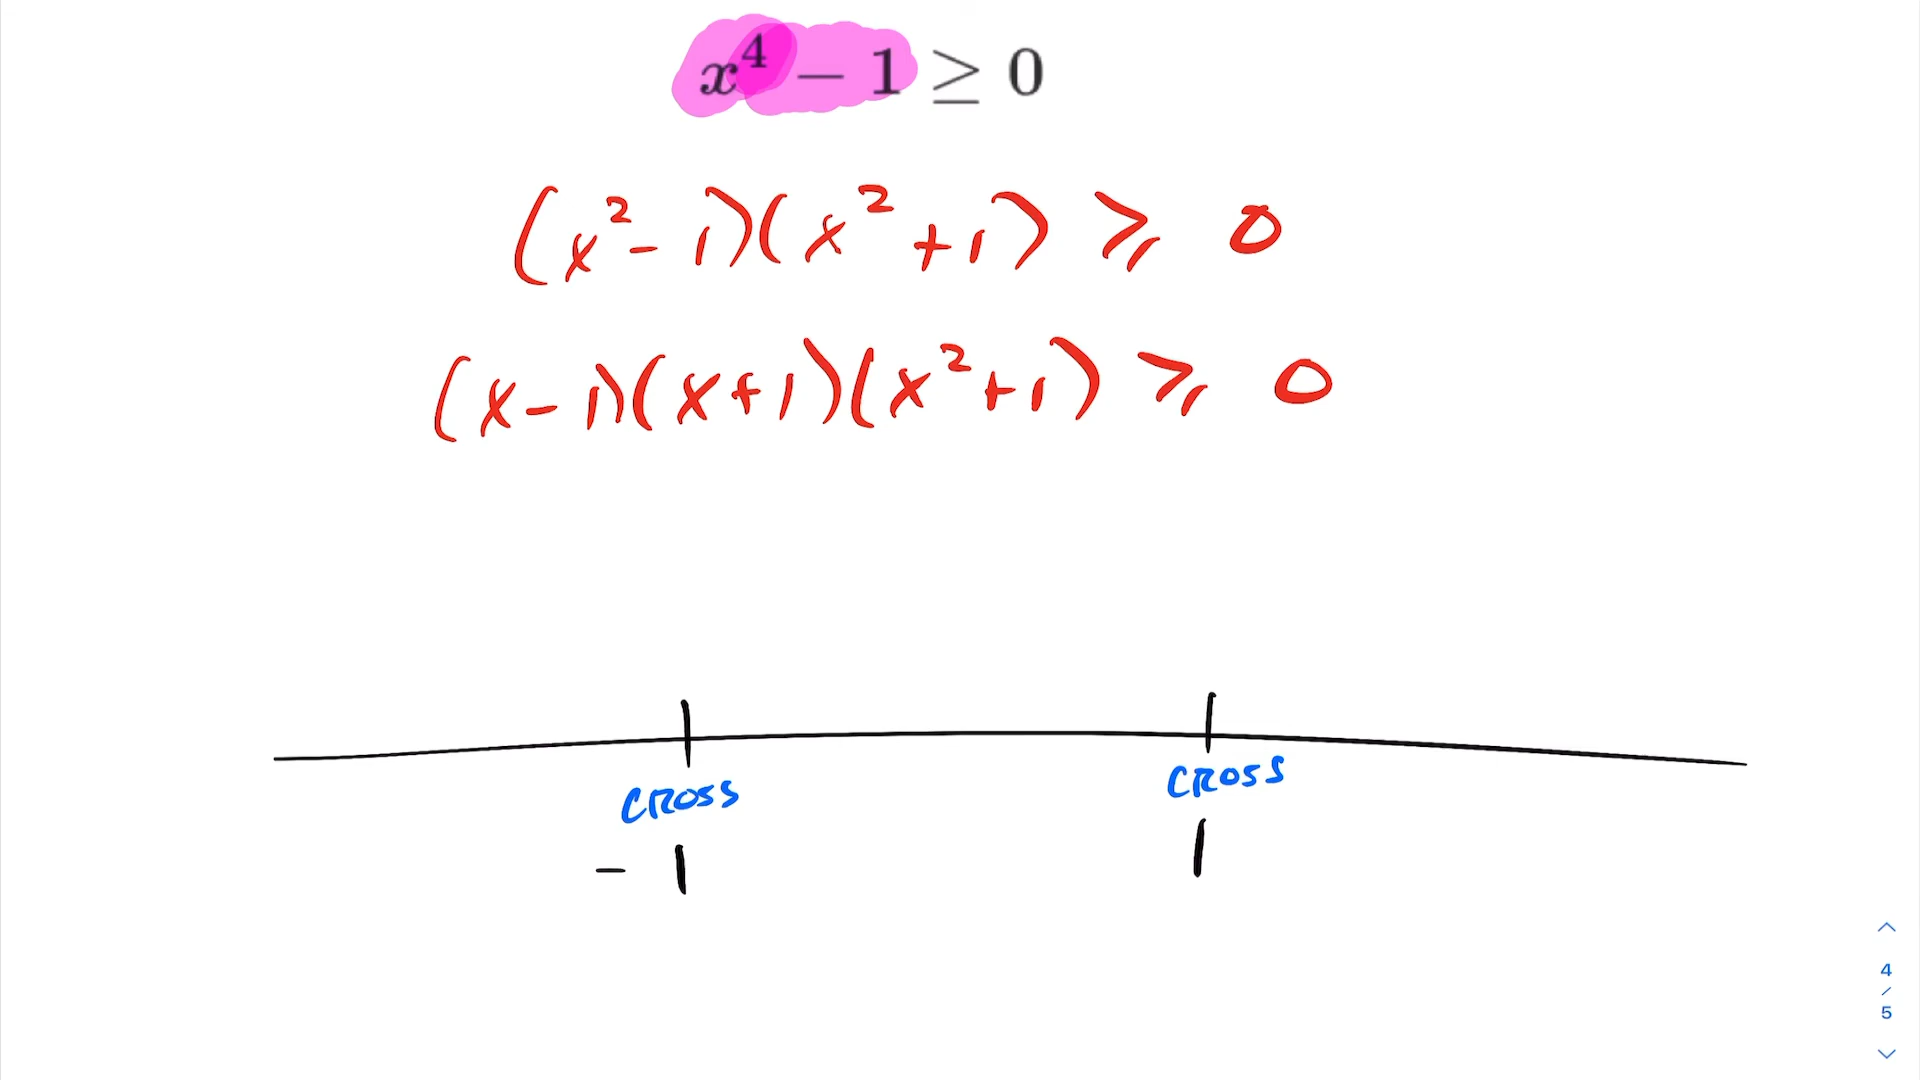 x⁴ − 1 ≥ 0
(x² - 1)(x² + 1) ≥ 0
(x - 1)(x + 1)(x² + 1) ≥ 0
CROSS CROSS
- 1 1
4
/
5